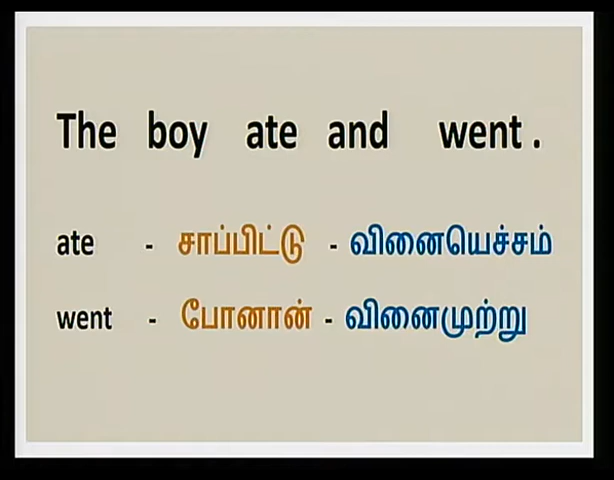 The boy ate and went.
ate - சாப்பிட்டு - வினையெச்சம்
went - போனான் - வினைமுற்று